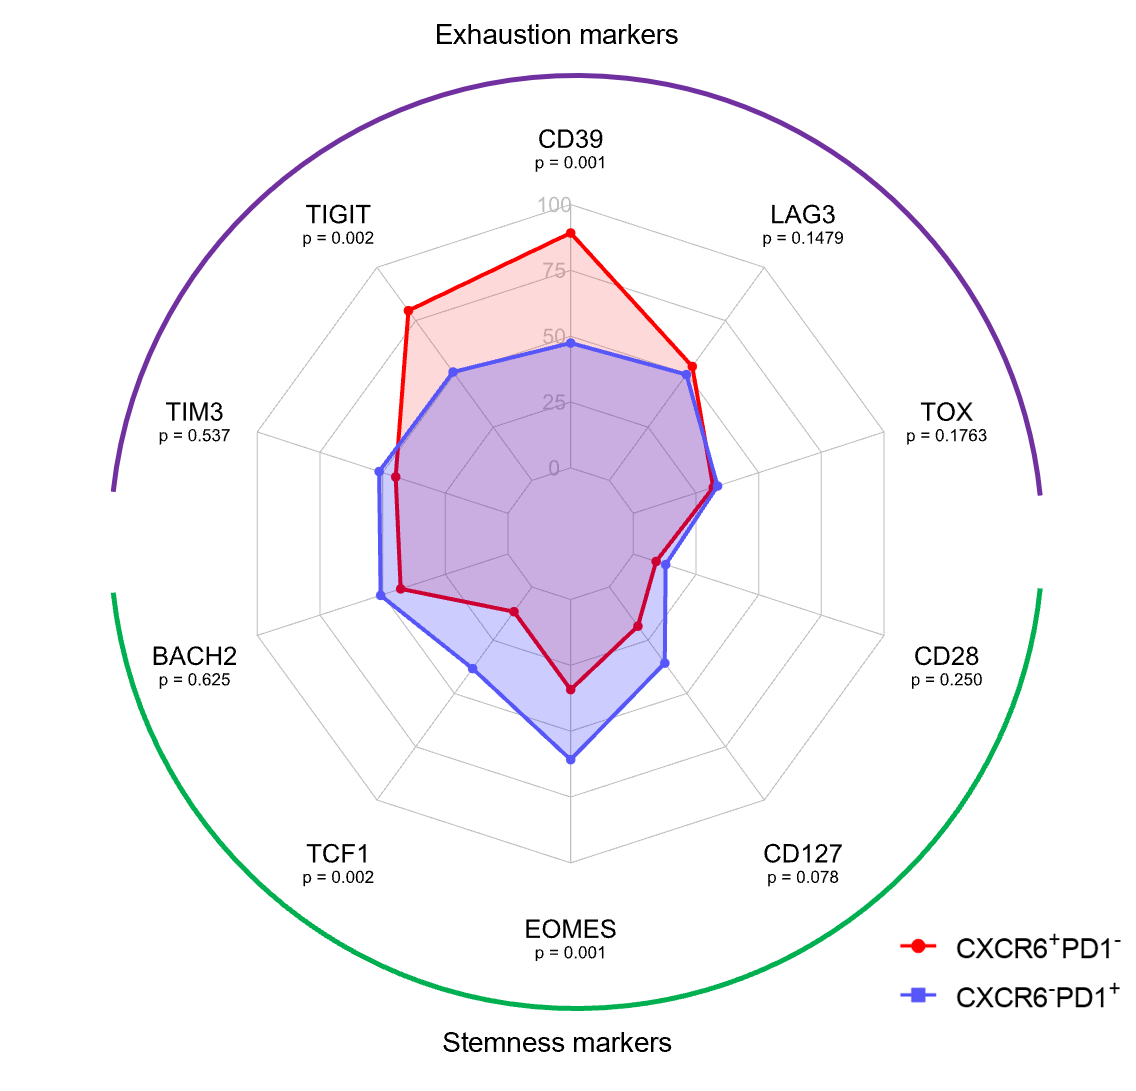 Exhaustion markers
CD39
p = 0.001
TIGIT
p = 0.002
LAG3
p = 0.1479
100
75
50
25
0
TIM3
p = 0.537
TOX
p = 0.1763
BACH2
p = 0.625
CD28
p = 0.250
TCF1
p = 0.002
CD127
p = 0.078
EOMES
p = 0.001
CXCR6⁺PD1⁻
CXCR6⁻PD1⁺
Stemness markers